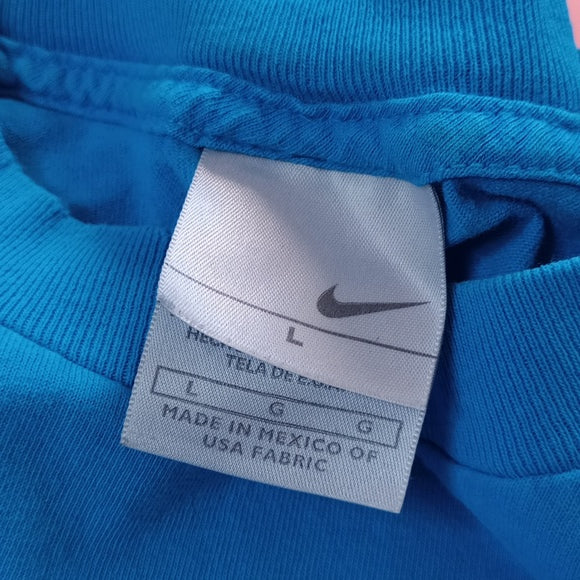 L
TELA DE E.U.A
L G G
MADE IN MEXICO OF
USA FABRIC